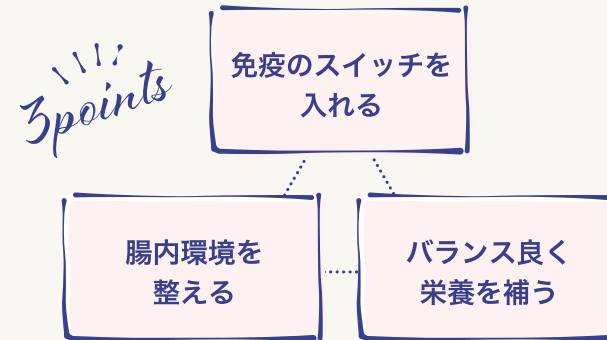 3points
免疫のスイッチを
入れる
腸内環境を
整える
バランス良く
栄養を補う